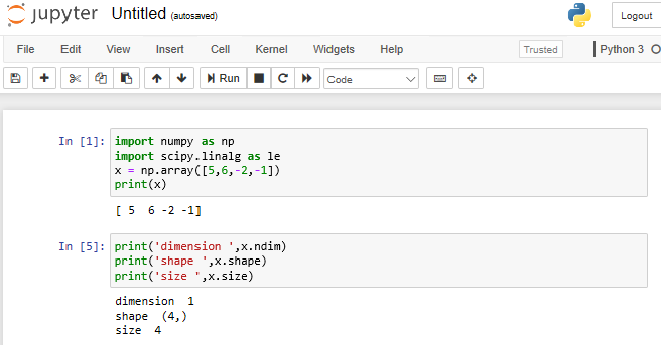 jupyter Untitled (autosaved)
Logout
File Edit View Insert Cell Kernel Widgets Help Trusted Python 3
Run Code
In [1]: import numpy as np
import scipy.linalg as le
x = np.array([5,6,-2,-1])
print(x)
[ 5 6 -2 -1]
In [5]: print('dimension ',x.ndim)
print('shape ',x.shape)
print('size ",x.size)
dimension 1
shape (4,)
size 4